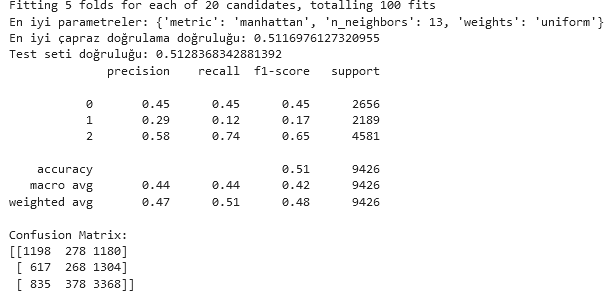 Fitting 5 folds for each of 20 candidates, totalling 100 fits
En iyi parametreler: {'metric': 'manhattan', 'n_neighbors': 13, 'weights': 'uniform'}
En iyi çapraz doğrulama doğruluğu: 0.5116976127320955
Test seti doğruluğu: 0.5128368342881392
precision recall f1-score support
0 0.45 0.45 0.45 2656
1 0.29 0.12 0.17 2189
2 0.58 0.74 0.65 4581
accuracy 0.51 9426
macro avg 0.44 0.44 0.42 9426
weighted avg 0.47 0.51 0.48 9426
Confusion Matrix:
[[1198 278 1180]
[ 617 268 1304]
[ 835 378 3368]]